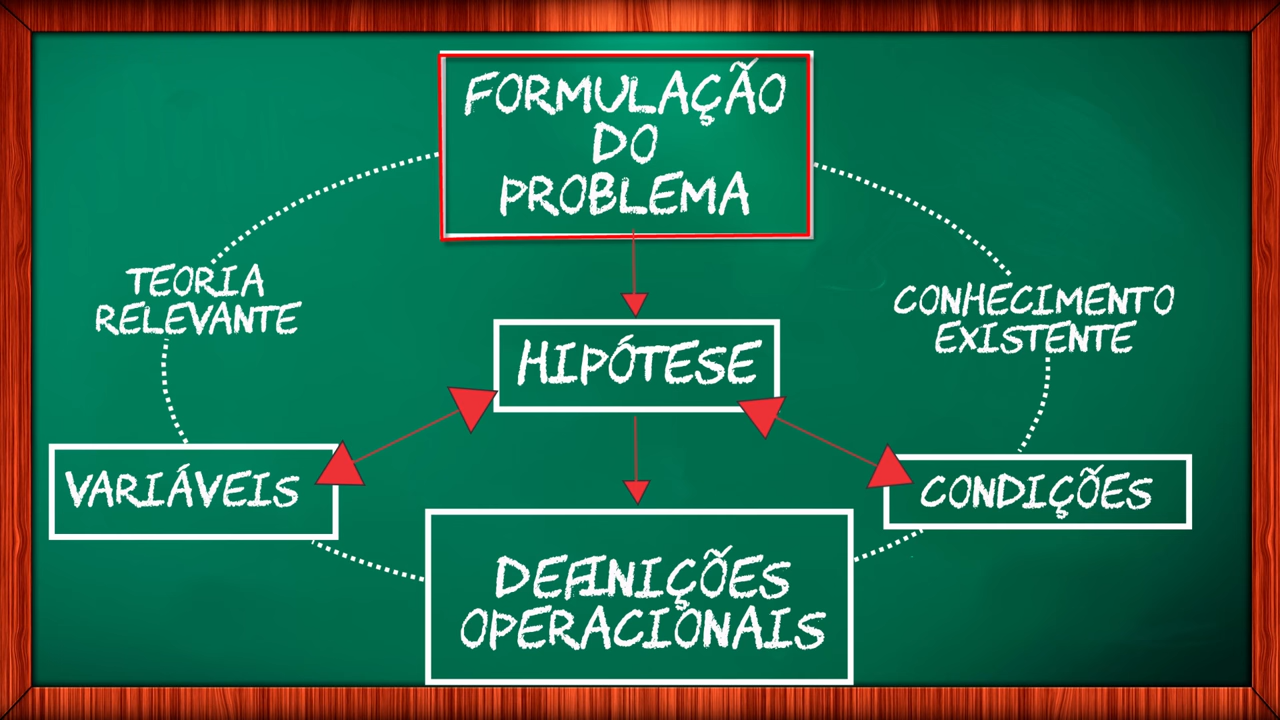 FORMULAÇÃO
DO
PROBLEMA
TEORIA
RELEVANTE
CONHECIMENTO
EXISTENTE
HIPÓTESE
VARIÁVEIS
CONDIÇÕES
DEFINIÇÕES
OPERACIONAIS